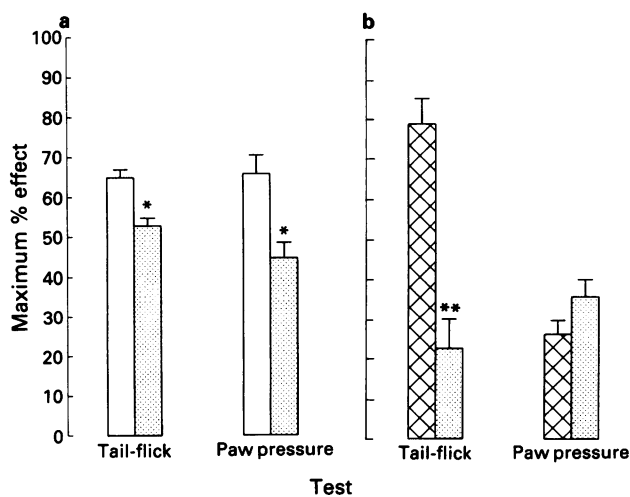 a
b
100
90
80
70
60
50
40
30
20
10
0
Maximum % effect
*
*
**
Tail-flick
Paw pressure
Tail-flick
Paw pressure
Test